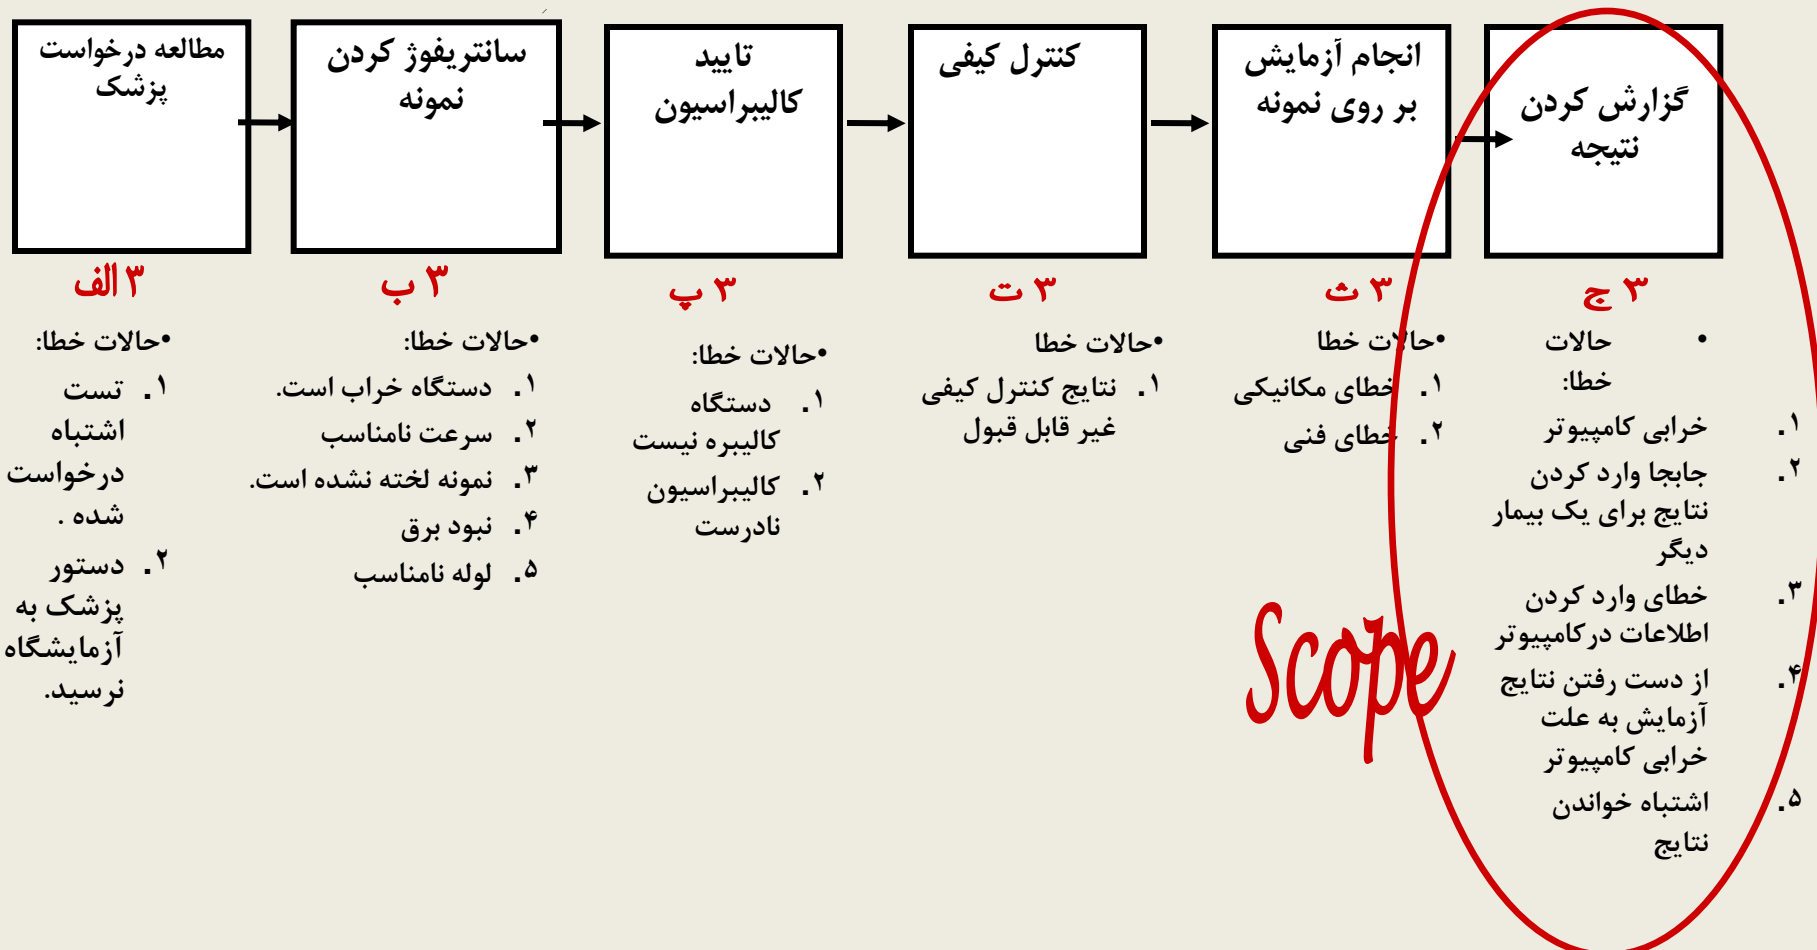 مطالعه درخواست
پزشک
سانتریفوژ کردن
نمونه
تایید
کالیبراسیون
کنترل کیفی
انجام آزمایش
بر روی نمونه
گزارش کردن
نتیجه
۳ الف
۳ ب
۳ پ
۳ ت
۳ ث
۳ ج
•حالات خطا:
۱. تست
اشتباه
درخواست
شده .
۲. دستور
پزشک به
آزمایشگاه
نرسید.
•حالات خطا:
۱. دستگاه خراب است.
۲. سرعت نامناسب
۳. نمونه لخته نشده است.
۴. نبود برق
۵. لوله نامناسب
•حالات خطا:
۱. دستگاه
کالیبره نیست
۲. کالیبراسیون
نادرست
•حالات خطا
۱. نتایج کنترل کیفی
غیر قابل قبول
•حالات خطا
۱. خطای مکانیکی
۲. خطای فنی
• حالات
خطا:
۱. خرابی کامپیوتر
۲. جابجا وارد کردن
نتایج برای یک بیمار
دیگر
۳. خطای وارد کردن
اطلاعات درکامپیوتر
۴. از دست رفتن نتایج
آزمایش به علت
خرابی کامپیوتر
۵. اشتباه خواندن
نتایج
Scope